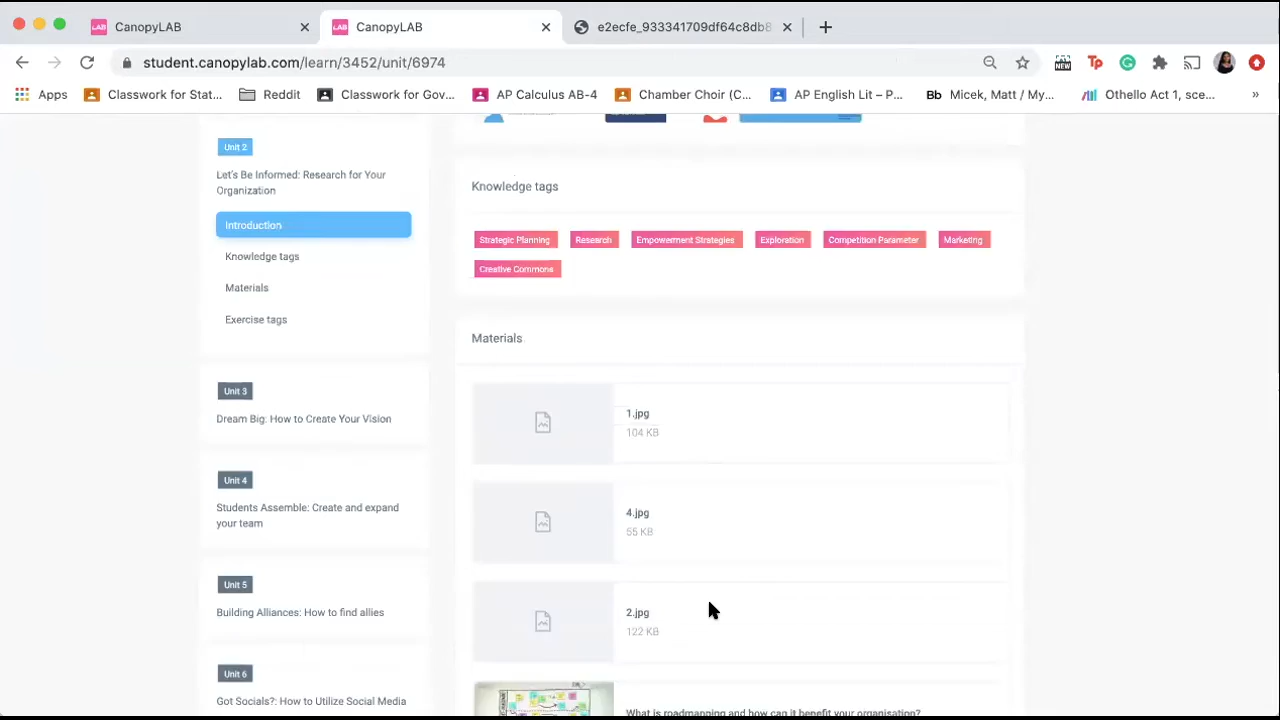 LAB CanopyLAB
LAB CanopyLAB
e2ecfe_933341709df64c8db8
student.canopylab.com/learn/3452/unit/6974
NEW
Tp
Apps
Classwork for Stat...
Reddit
Classwork for Gov...
AP Calculus AB-4
Chamber Choir (C...
AP English Lit – P...
Bb Micek, Matt / My...
Othello Act 1, sce...
»
Unit 2
Let's Be Informed: Research for Your
Organization
Introduction
Knowledge tags
Materials
Exercise tags
Unit 3
Dream Big: How to Create Your Vision
Unit 4
Students Assemble: Create and expand
your team
Unit 5
Building Alliances: How to find allies
Unit 6
Got Socials?: How to Utilize Social Media
Knowledge tags
Strategic Planning
Research
Empowerment Strategies
Exploration
Competition Parameter
Marketing
Creative Commons
Materials
1.jpg
104 KB
4.jpg
55 KB
2.jpg
122 KB
What is roadmapping and how can it benefit your organisation?